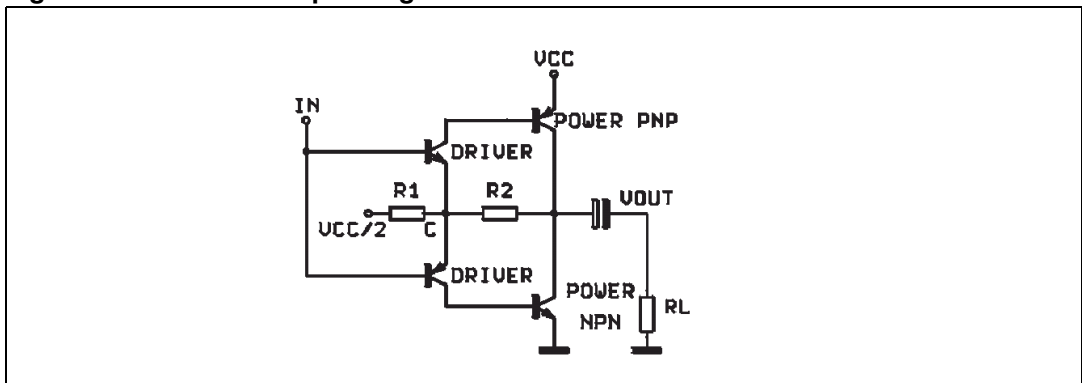 VCC
IN
POWER PNP
DRIVER
R1
R2
VOUT
VCC/2
C
DRIVER
POWER
NPN
RL